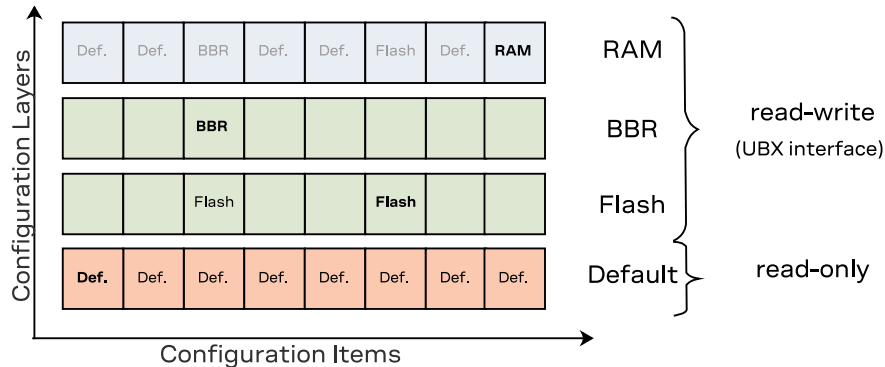 Configuration Layers
Def. Def. BBR Def. Def. Flash Def. RAM
RAM
BBR
BBR
Flash Flash
Flash
Def. Def. Def. Def. Def. Def. Def. Def.
Default
read-write
(UBX interface)
read-only
Configuration Items